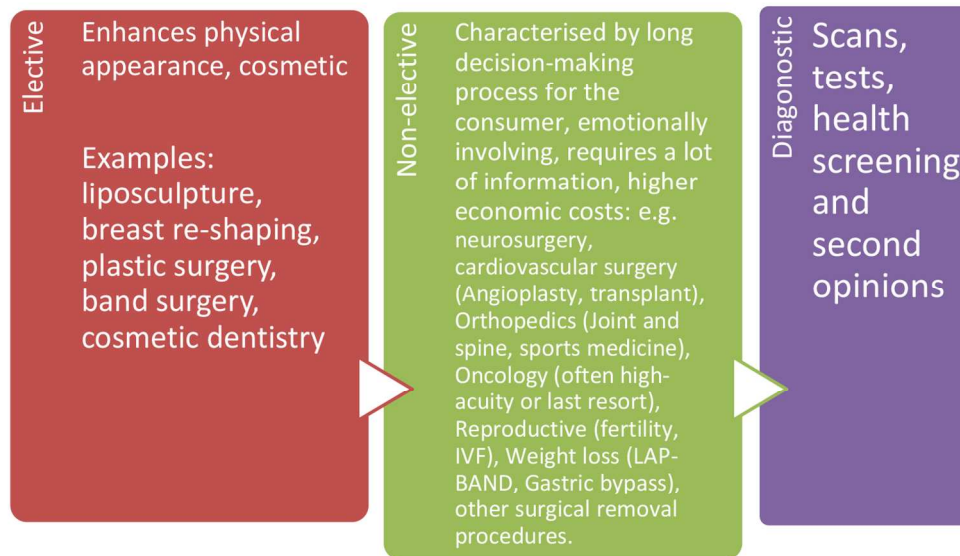 Elective
Enhances physical
appearance, cosmetic
Examples:
liposculpture,
breast re-shaping,
plastic surgery,
band surgery,
cosmetic dentistry
Non-elective
Characterised by long
decision-making
process for the
consumer, emotionally
involving, requires a lot
of information, higher
economic costs: e.g.
neurosurgery,
cardiovascular surgery
(Angioplasty, transplant),
Orthopedics (Joint and
spine, sports medicine),
Oncology (often high-
acuity or last resort),
Reproductive (fertility,
IVF), Weight loss (LAP-
BAND, Gastric bypass),
other surgical removal
procedures.
Diagonostic
Scans,
tests,
health
screening
and
second
opinions